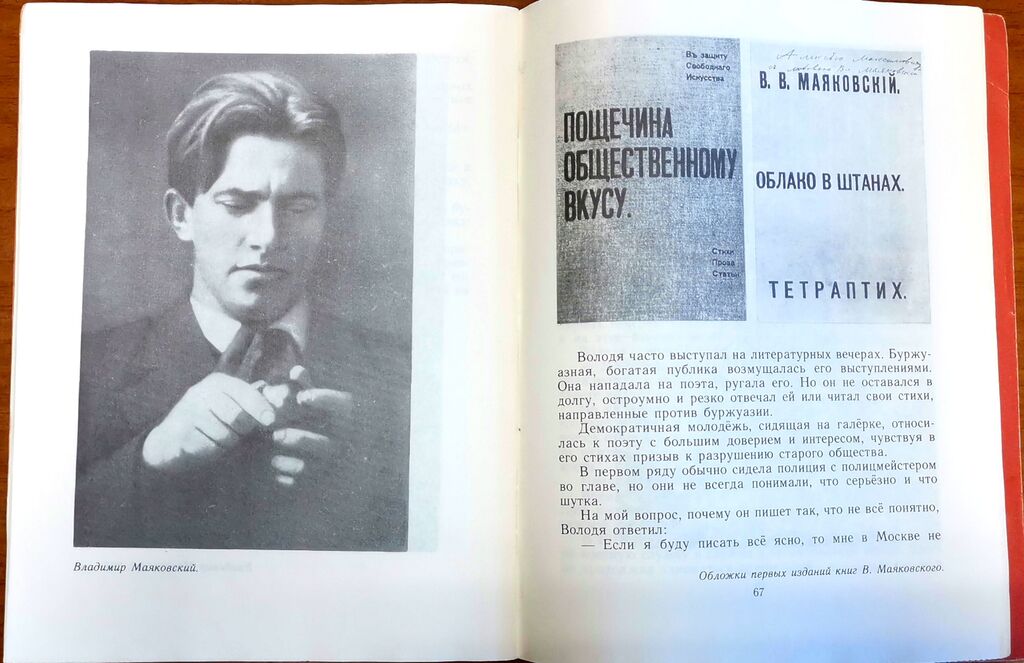 Владимир Маяковский.
Въ защиту
Свободнаго
Искусства
ПОЩЕЧИНА
ОБЩЕСТВЕННОМУ
ВКУСУ.
Стихи
Проза
Статьи
В. В. МАЯКОВСКІЙ.
ОБЛАКО В ШТАНАХ.
ТЕТРАПТИХ.
Володя часто выступал на литературных вечерах. Буржу-
азная, богатая публика возмущалась его выступлениями.
Она нападала на поэта, ругала его. Но он не оставался в
долгу, остроумно и резко отвечал ей или читал свои стихи,
направленные против буржуазии.
Демократичная молодёжь, сидящая на галёрке, относи-
лась к поэту с большим доверием и интересом, чувствуя в
его стихах призыв к разрушению старого общества.
В первом ряду обычно сидела полиция с полицмейстером
во главе, но они не всегда понимали, что серьёзно и что
шутка.
На мой вопрос, почему он пишет так, что не всё понятно,
Володя ответил:
— Если я буду писать всё ясно, то мне в Москве не
Обложки первых изданий книг В. Маяковского.
67